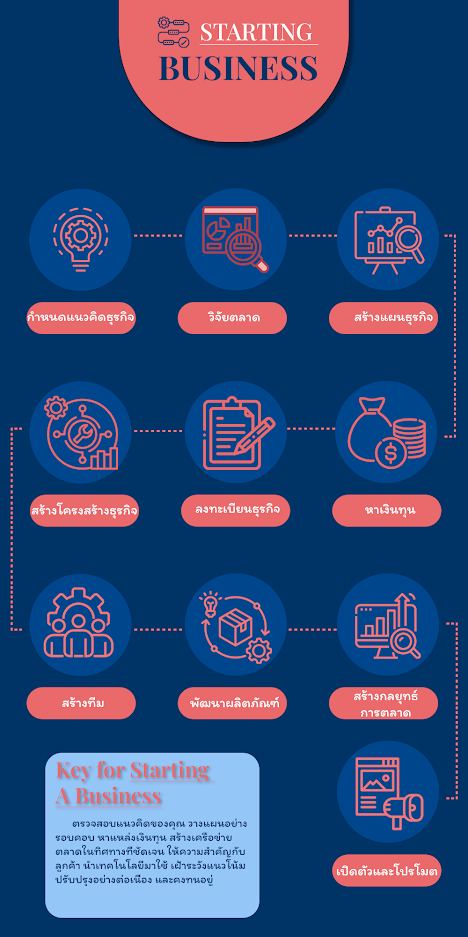 STARTING
BUSINESS
กำหนดแนวคิดธุรกิจ
วิจัยตลาด
สร้างแผนธุรกิจ
สร้างโครงสร้างธุรกิจ
ลงทะเบียนธุรกิจ
หาเงินทุน
สร้างทีม
พัฒนาผลิตภัณฑ์
สร้างกลยุทธ์
การตลาด
เปิดตัวและโปรโมต
Key for Starting
A Business
ตรวจสอบแนวคิดของคุณ วางแผนอย่าง
รอบคอบ หาแหล่งเงินทุน สร้างเครือข่าย
ตลาดในทิศทางที่ชัดเจน ให้ความสำคัญกับ
ลูกค้า นำเทคโนโลยีมาใช้ เฝ้าระวังแนวโน้ม
ปรับปรุงอย่างต่อเนื่อง และคงทนอยู่